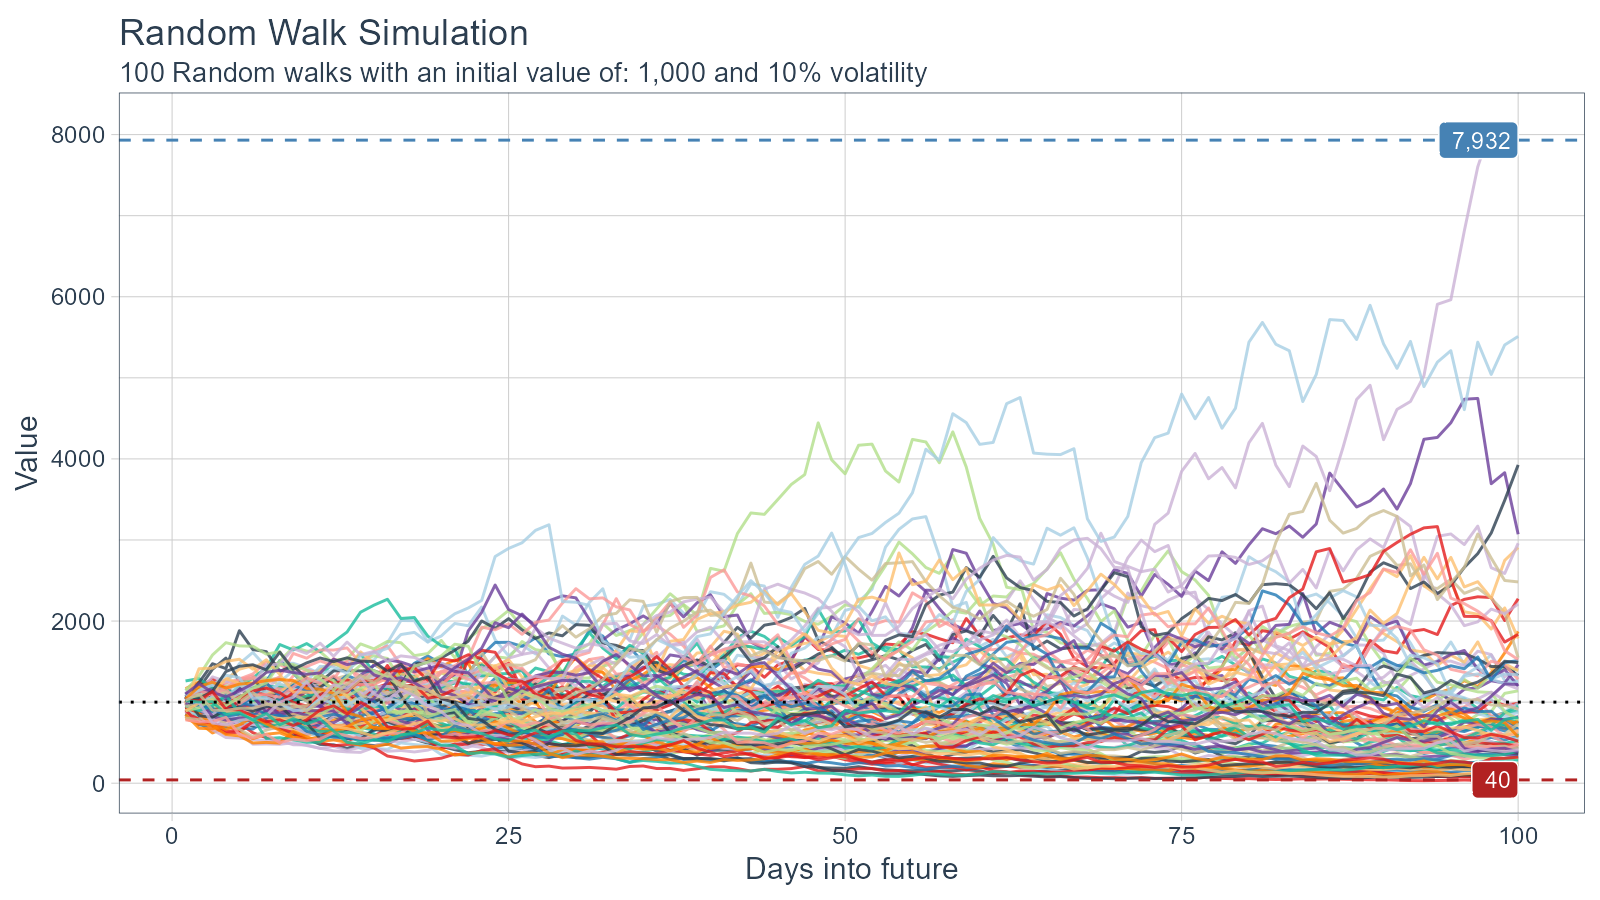 Random Walk Simulation
100 Random walks with an initial value of: 1,000 and 10% volatility
8000
7,932
6000
Value
4000
2000
0
40
0 25 50 75 100
Days into future